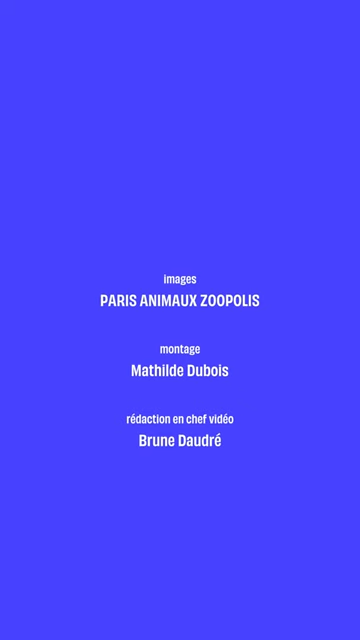 images
PARIS ANIMAUX ZOOPOLIS
montage
Mathilde Dubois
rédaction en chef vidéo
Brune Daudré